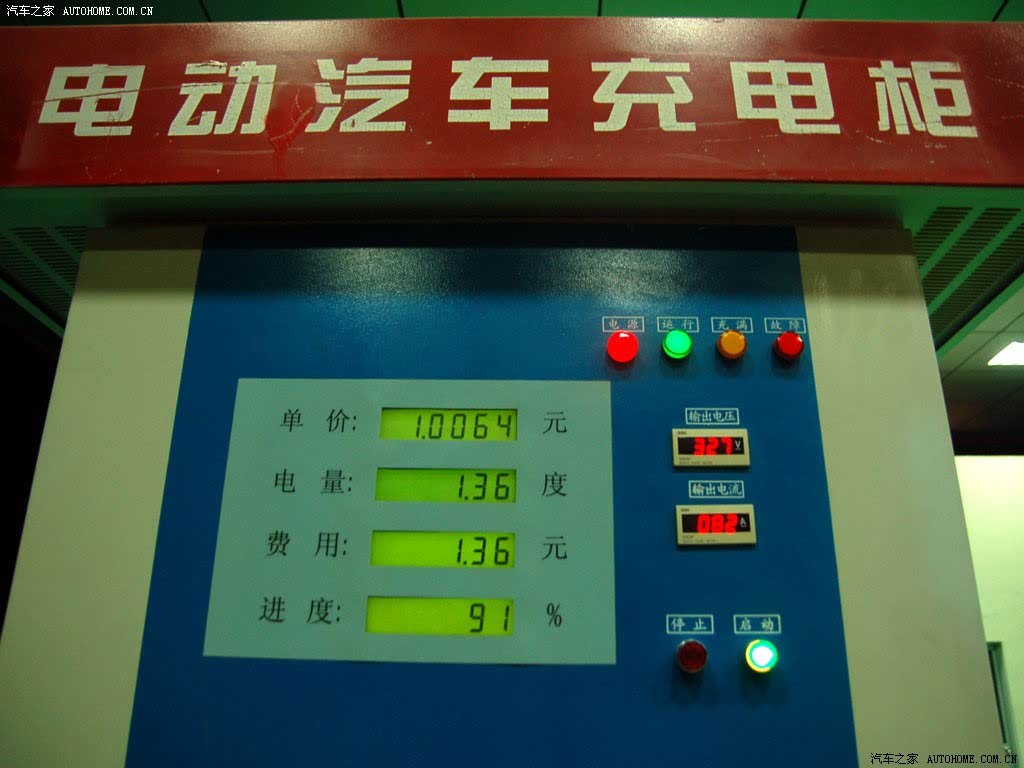 汽车之家 AUTOHOME.COM.CN
电动汽车充电柜
电源 运行 充满 故障
单价: 1.0064 元
电量: 1.36 度
费用: 1.36 元
进度: 91 %
输出电压
327 V
输出电流
082 A
停止 启动
汽车之家 AUTOHOME.COM.CN